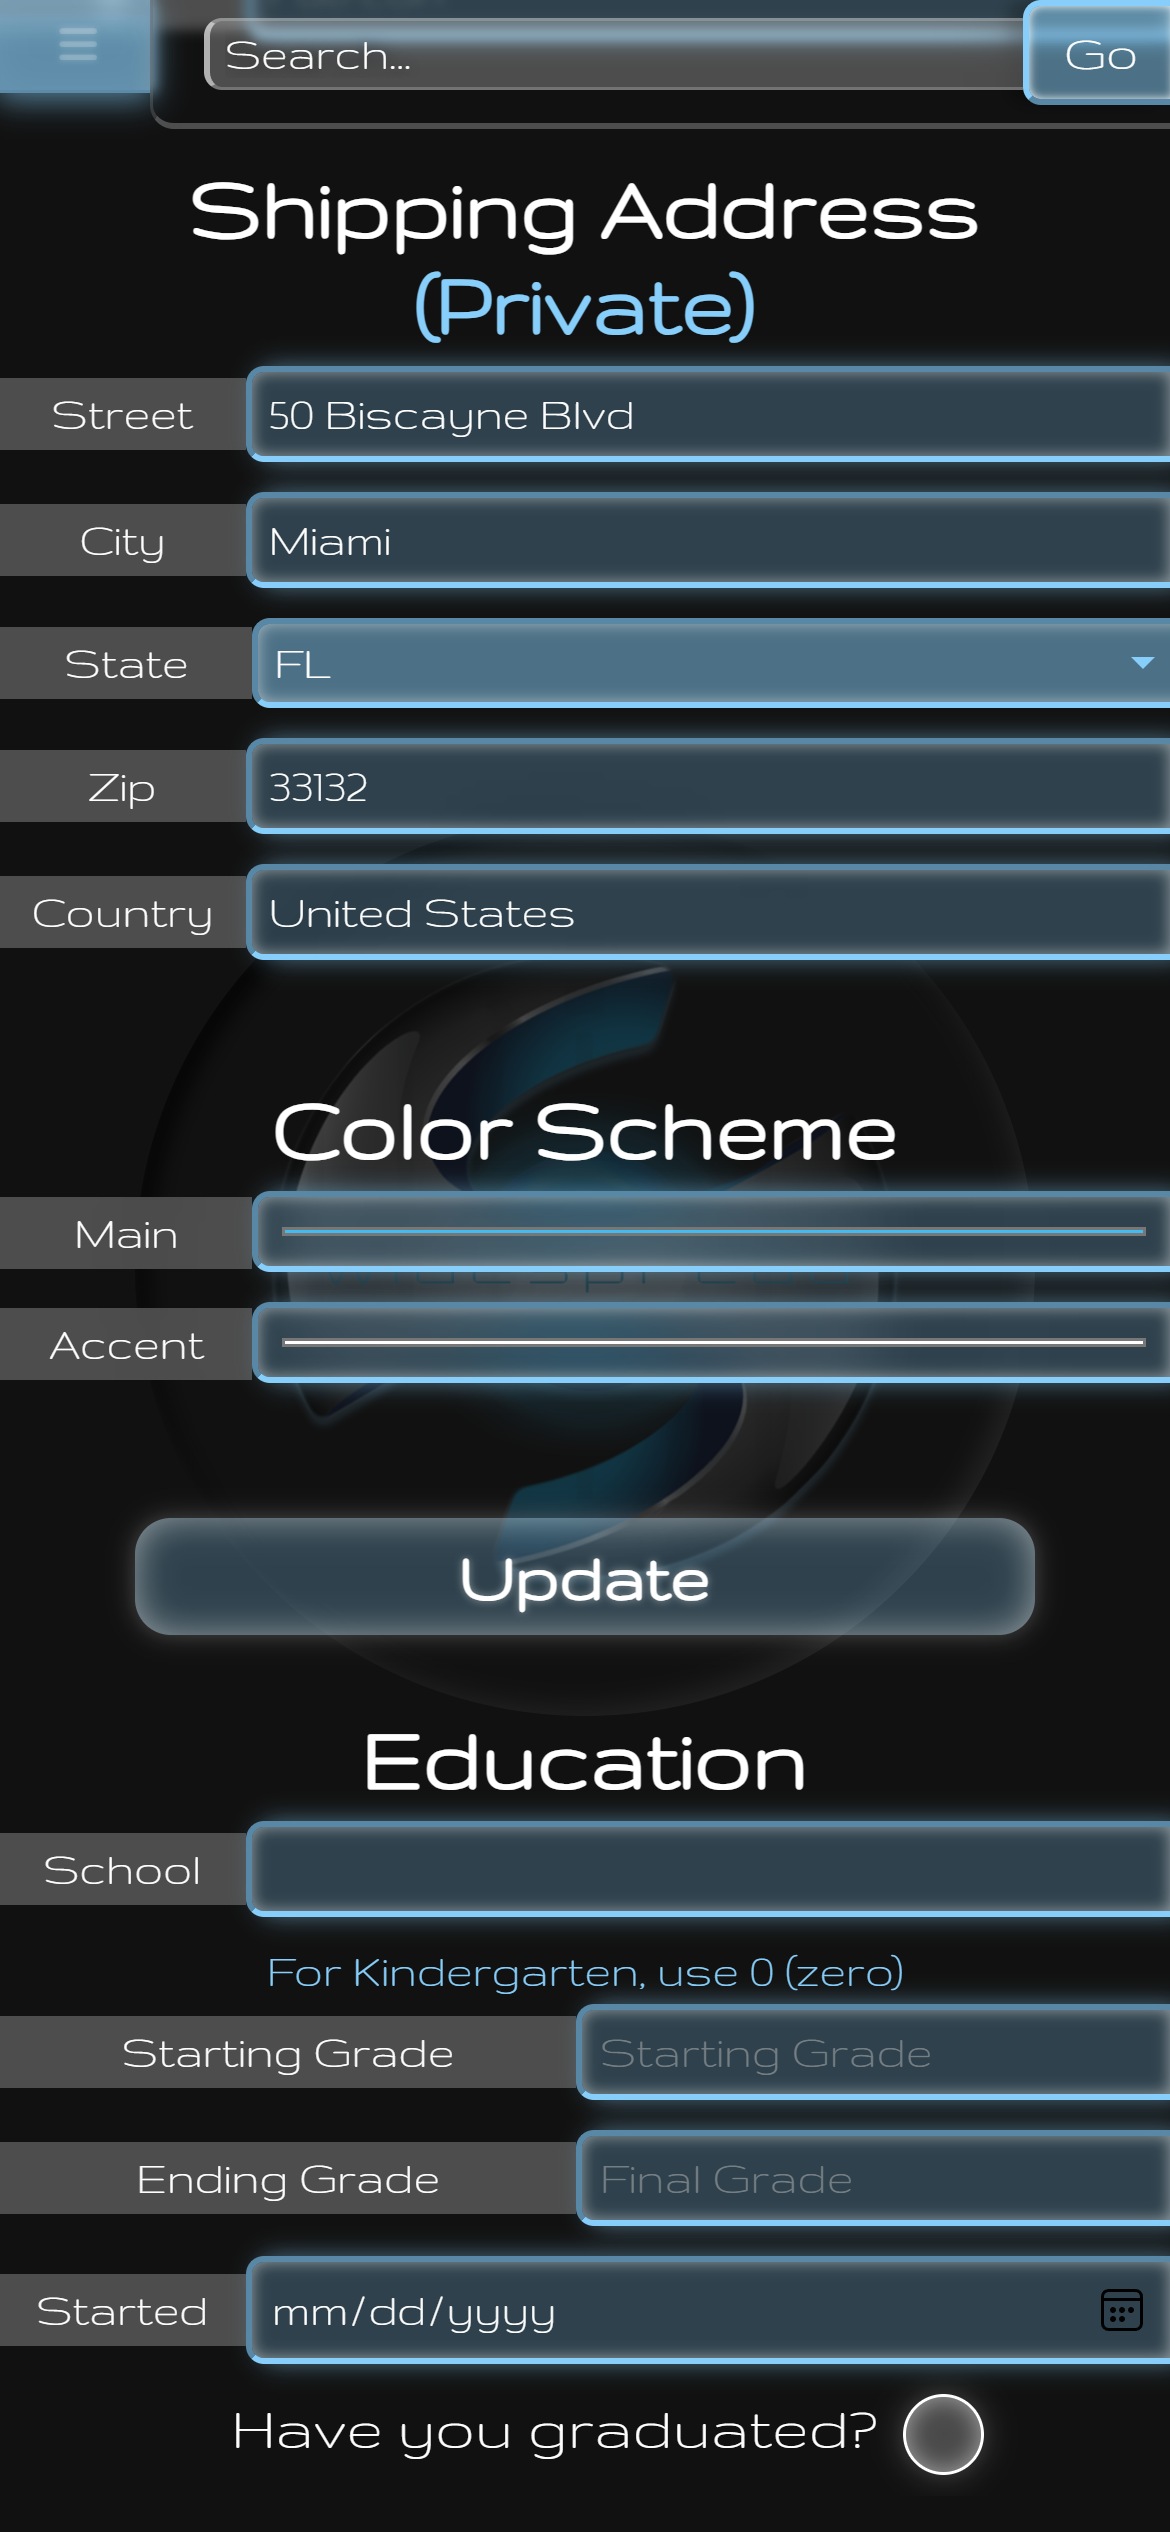 Search...
Go
Shipping Address
(Private)
Street
50 Biscayne Blvd
City
Miami
State
FL
Zip
33132
Country
United States
Color Scheme
Main
Accent
Update
Education
School
For Kindergarten, use 0 (zero)
Starting Grade
Starting Grade
Ending Grade
Final Grade
Started
mm/dd/yyyy
Have you graduated?